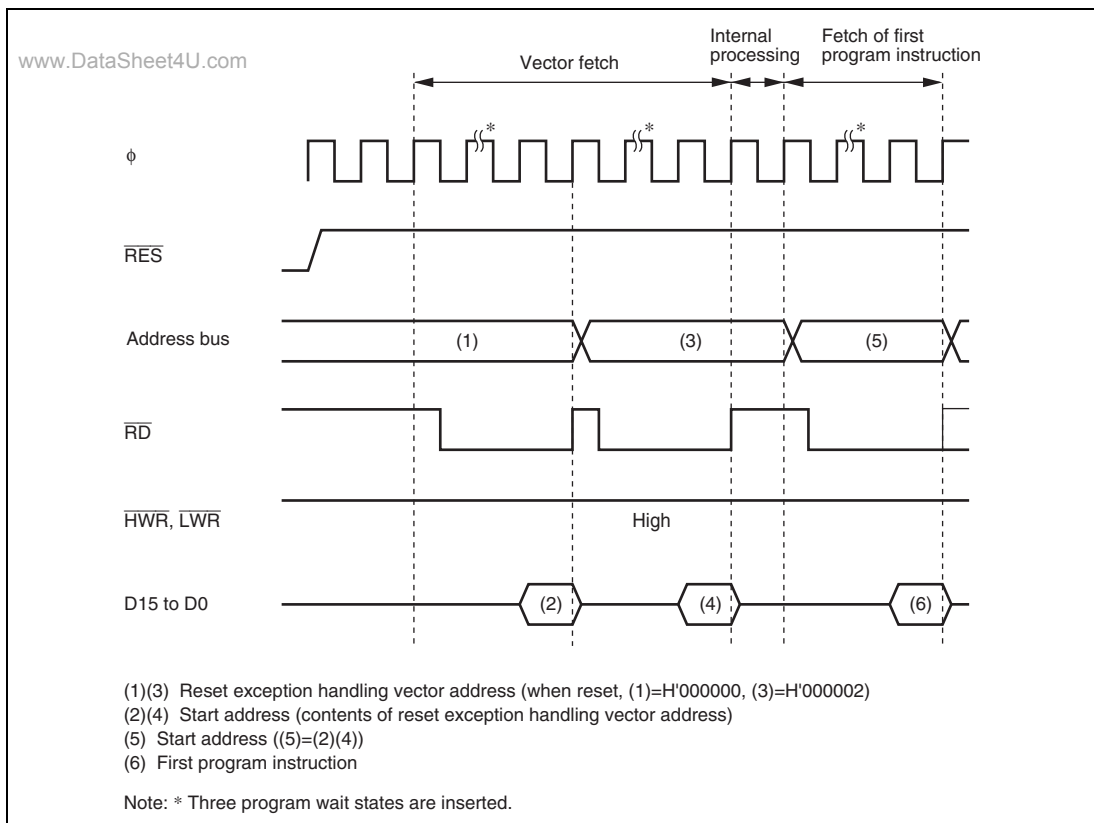 www.DataSheet4U.com
Vector fetch
Internal
processing
Fetch of first
program instruction
ϕ
*
*
*
RES
Address bus
(1)
(3)
(5)
RD
HWR, LWR
High
D15 to D0
(2)
(4)
(6)
(1)(3) Reset exception handling vector address (when reset, (1)=H'000000, (3)=H'000002)
(2)(4) Start address (contents of reset exception handling vector address)
(5) Start address ((5)=(2)(4))
(6) First program instruction
Note: * Three program wait states are inserted.